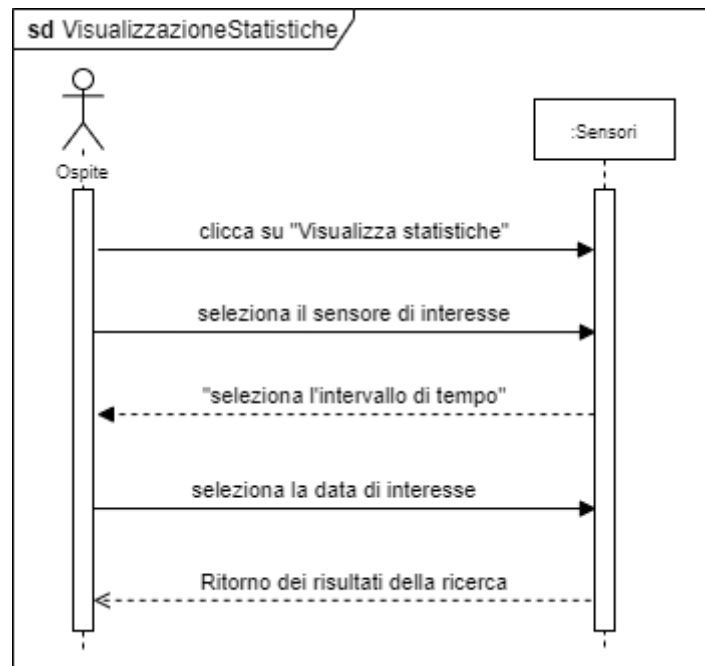 sd VisualizzazioneStatistiche
Ospite
:Sensori
clicca su "Visualizza statistiche"
seleziona il sensore di interesse
"seleziona l'intervallo di tempo"
seleziona la data di interesse
Ritorno dei risultati della ricerca